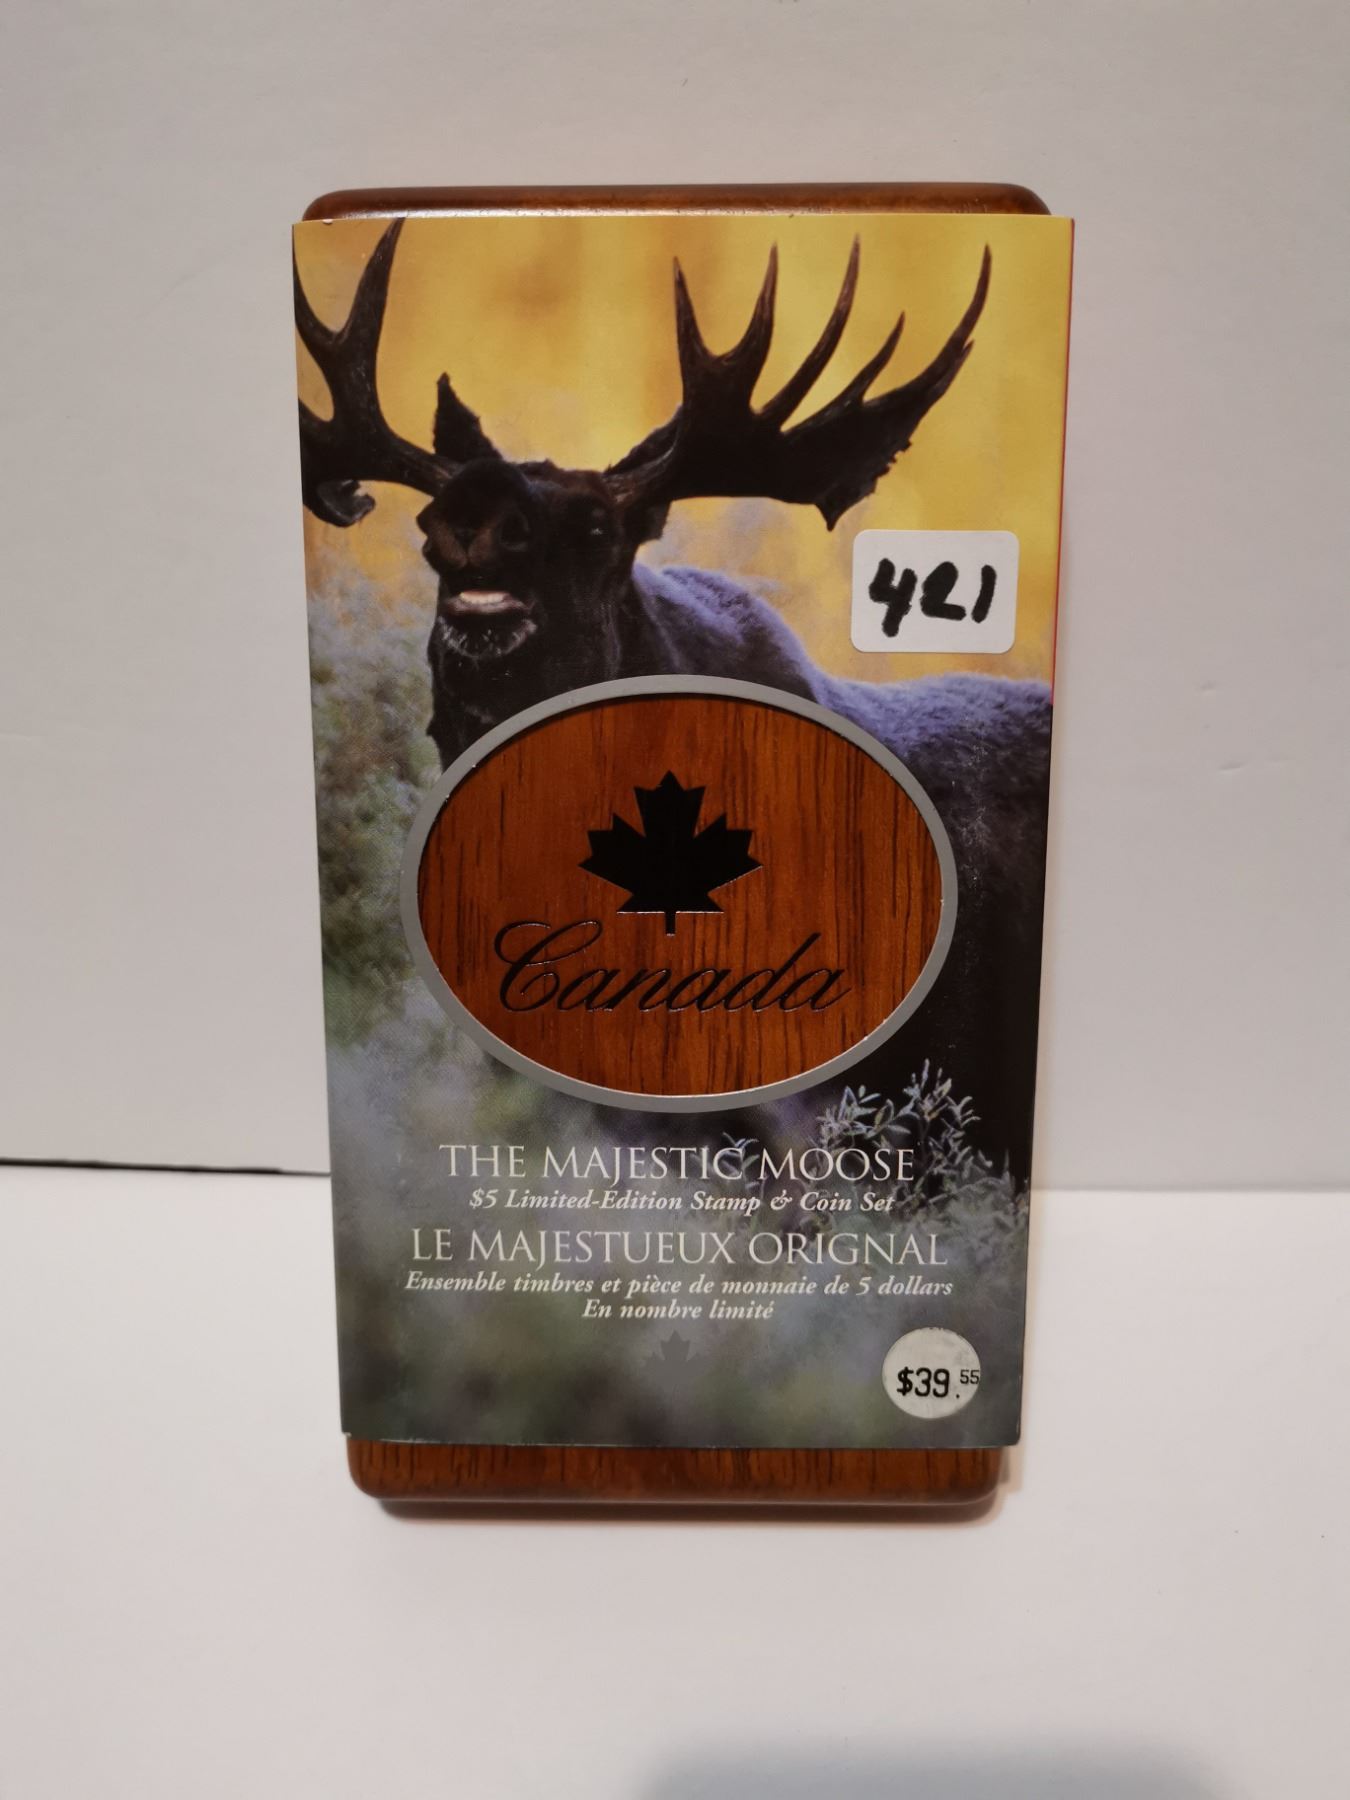 421
Canada
THE MAJESTIC MOOSE
$5 Limited-Edition Stamp & Coin Set
LE MAJESTUEUX ORIGNAL
Ensemble timbres et pièce de monnaie de 5 dollars
En nombre limité
$39.55